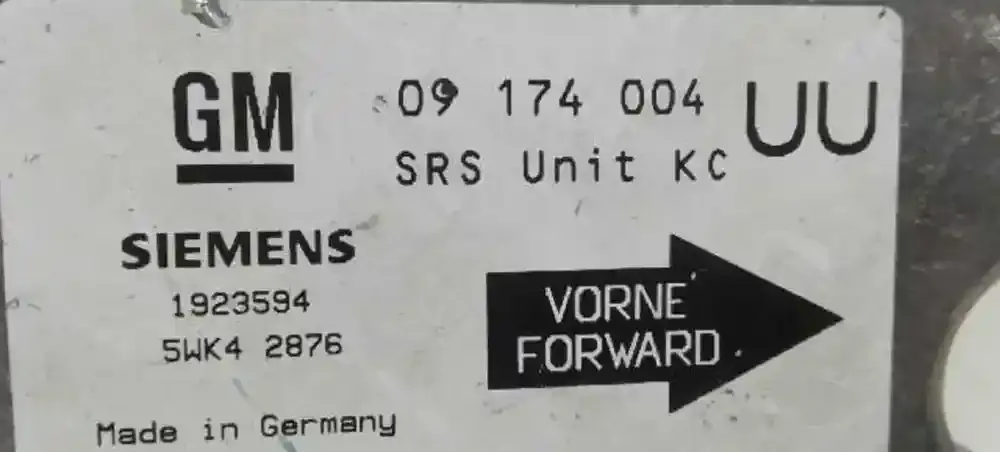 GM
09 174 004 UU
SRS Unit KC
SIEMENS
1923594
5WK4 2876
VORNE
FORWARD
Made in Germany